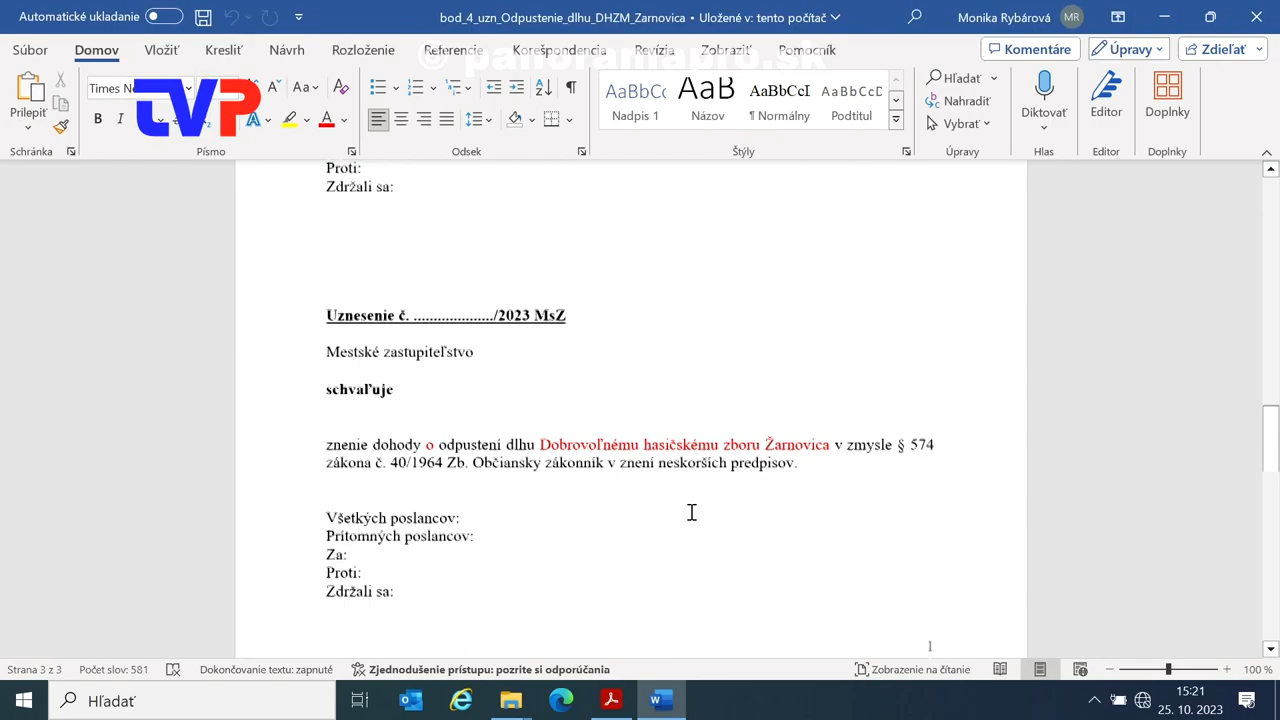 Automatické ukladanie
bod_4_uzn_Odpustenie_dlhu_DHZM_Zarnovica • Uložené v: tento počítač
Monika Rybárová
MR
Súbor Domov Vložiť Kresliť Návrh Rozloženie Referencie Korešpondencia Revízia Zobraziť Pomocník
Komentáre Úpravy Zdieľať
© panoramapro.sk
TVP
Times N
Prilepiť
AaBbCc AaB AaBbCcI AaBbCcD
Nadpis 1 Názov ¶ Normálny Podtitul
Hľadať
Nahradiť
Vybrať
Diktovať
Editor
Doplnky
Schránka Písmo Odsek Štýly Úpravy Hlas Editor Doplnky
Proti:
Zdržali sa:
Uznesenie č. ..................../2023 MsZ
Mestské zastupiteľstvo
schvaľuje
znenie dohody o odpustení dlhu Dobrovoľnému hasičskému zboru Žarnovica v zmysle § 574
zákona č. 40/1964 Zb. Občiansky zákonník v znení neskorších predpisov.
Všetkých poslancov:
Prítomných poslancov:
Za:
Proti:
Zdržali sa:
1
Strana 3 z 3 Počet slov: 581 Dokončovanie textu: zapnuté Zjednodušenie prístupu: pozrite si odporúčania Zobrazenie na čítanie 100 %
Hľadať
15:21
25. 10. 2023